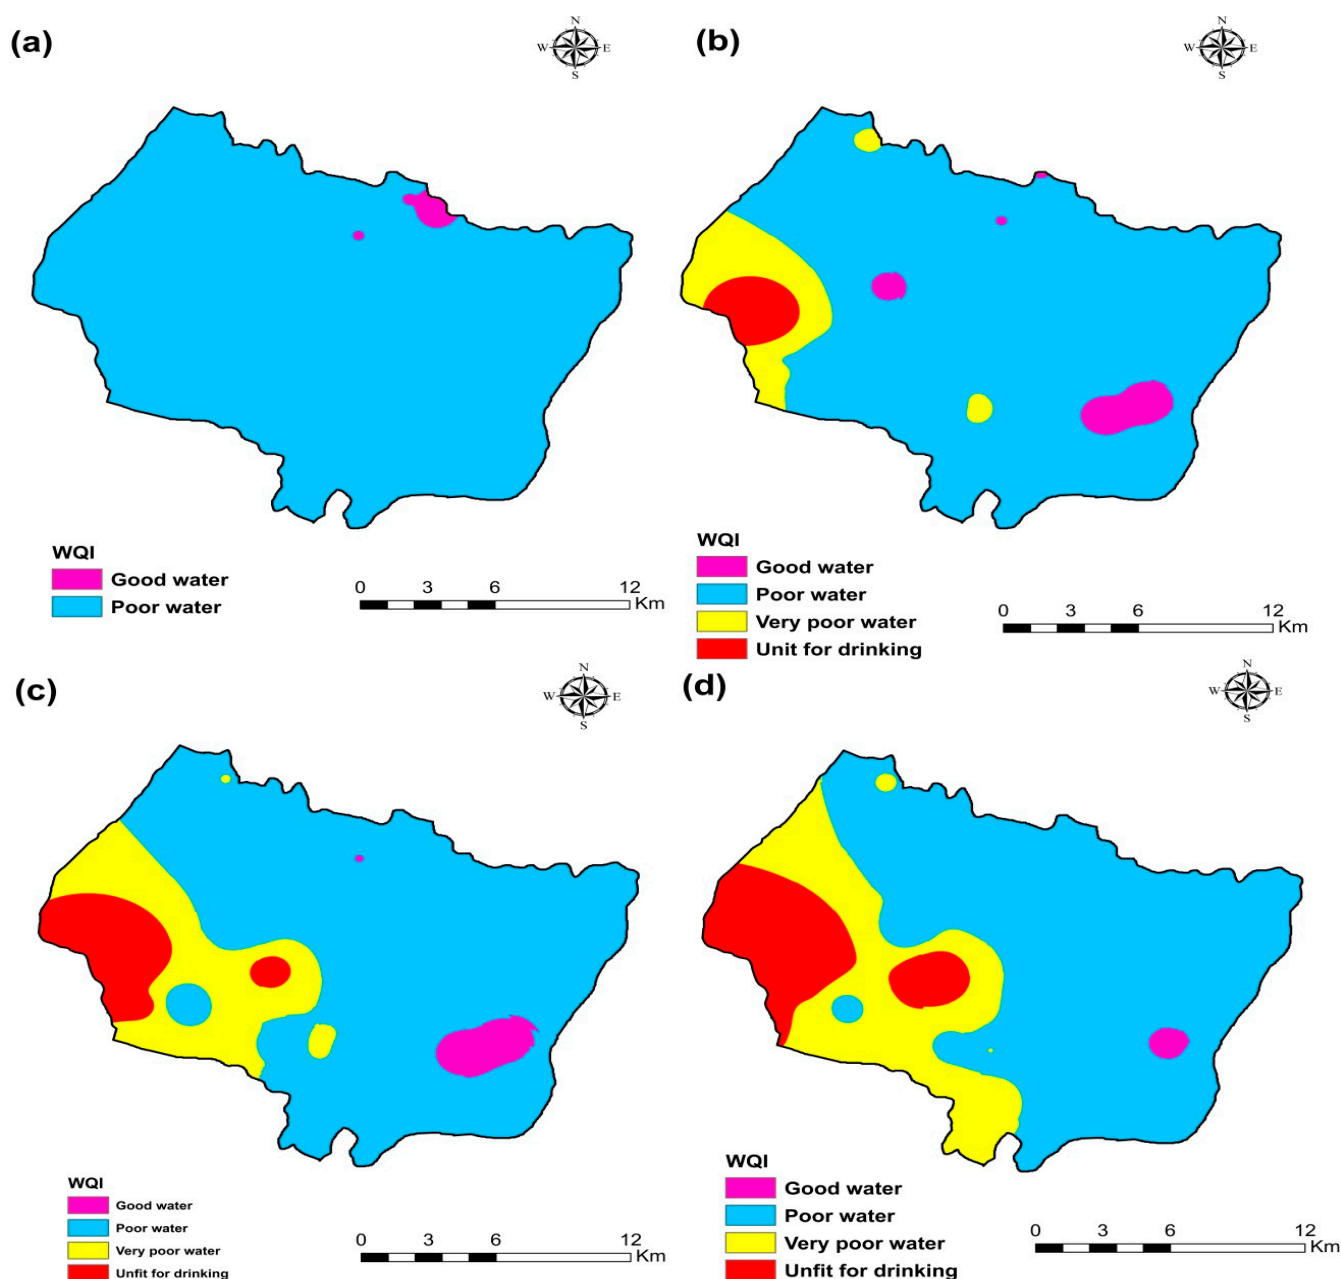 (a)
N
W E
S
WQI
Good water
Poor water
0 3 6 12
Km
(b)
N
W E
S
WQI
Good water
Poor water
Very poor water
Unit for drinking
0 3 6 12
Km
(c)
N
W E
S
WQI
Good water
Poor water
Very poor water
Unfit for drinking
0 3 6 12
Km
(d)
N
W E
S
WQI
Good water
Poor water
Very poor water
Unfit for drinking
0 3 6 12
Km